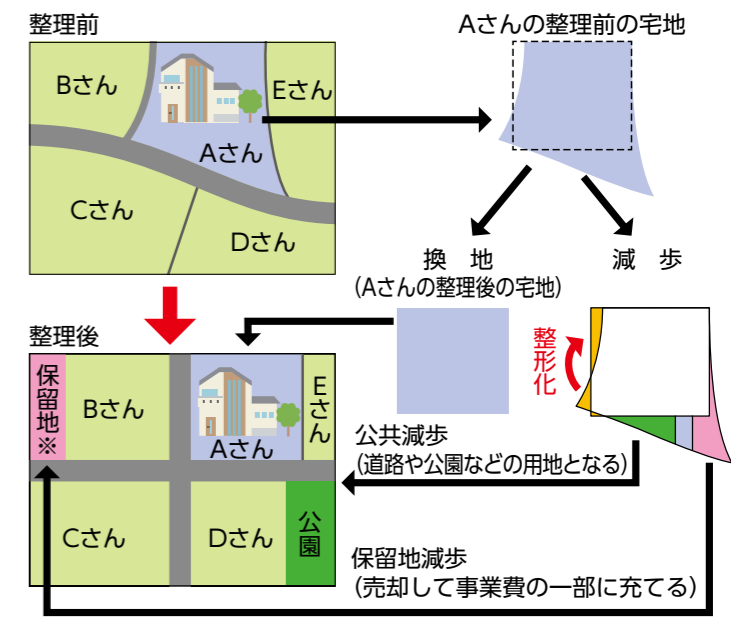 整理前
Bさん
Eさん
Aさん
Cさん
Dさん
Aさんの整理前の宅地
換 地
(Aさんの整理後の宅地)
減 歩
整形化
整理後
保留地※
Bさん
Aさん
Eさん
Cさん
Dさん
公園
公共減歩
(道路や公園などの用地となる)
保留地減歩
(売却して事業費の一部に充てる)